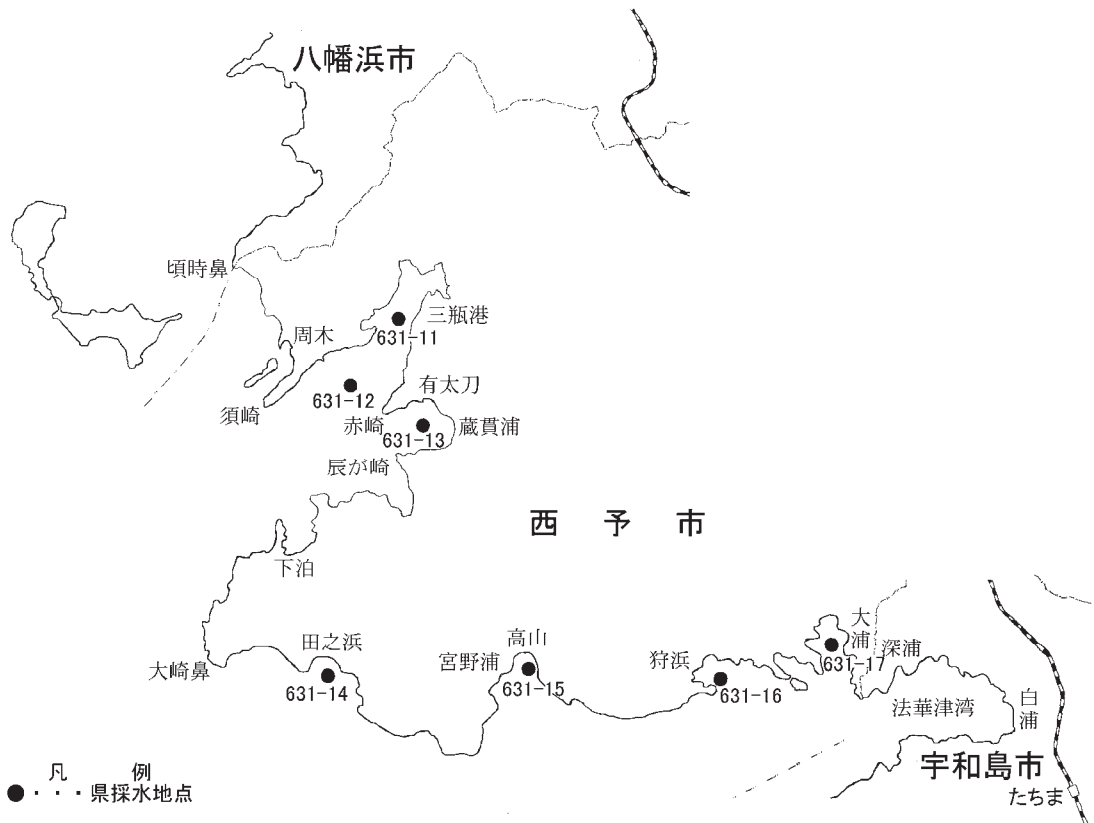 八幡浜市
頃時鼻
三瓶港
周木
631-11
有太刀
631-12
須崎
赤崎
蔵貫浦
631-13
辰が崎
西予市
下泊
大浦
高山
田之浜
深浦
宮野浦
狩浜
大崎鼻
631-17
631-14
631-15
631-16
法華津湾
白浦
宇和島市
凡例
●・・・県採水地点
たちま